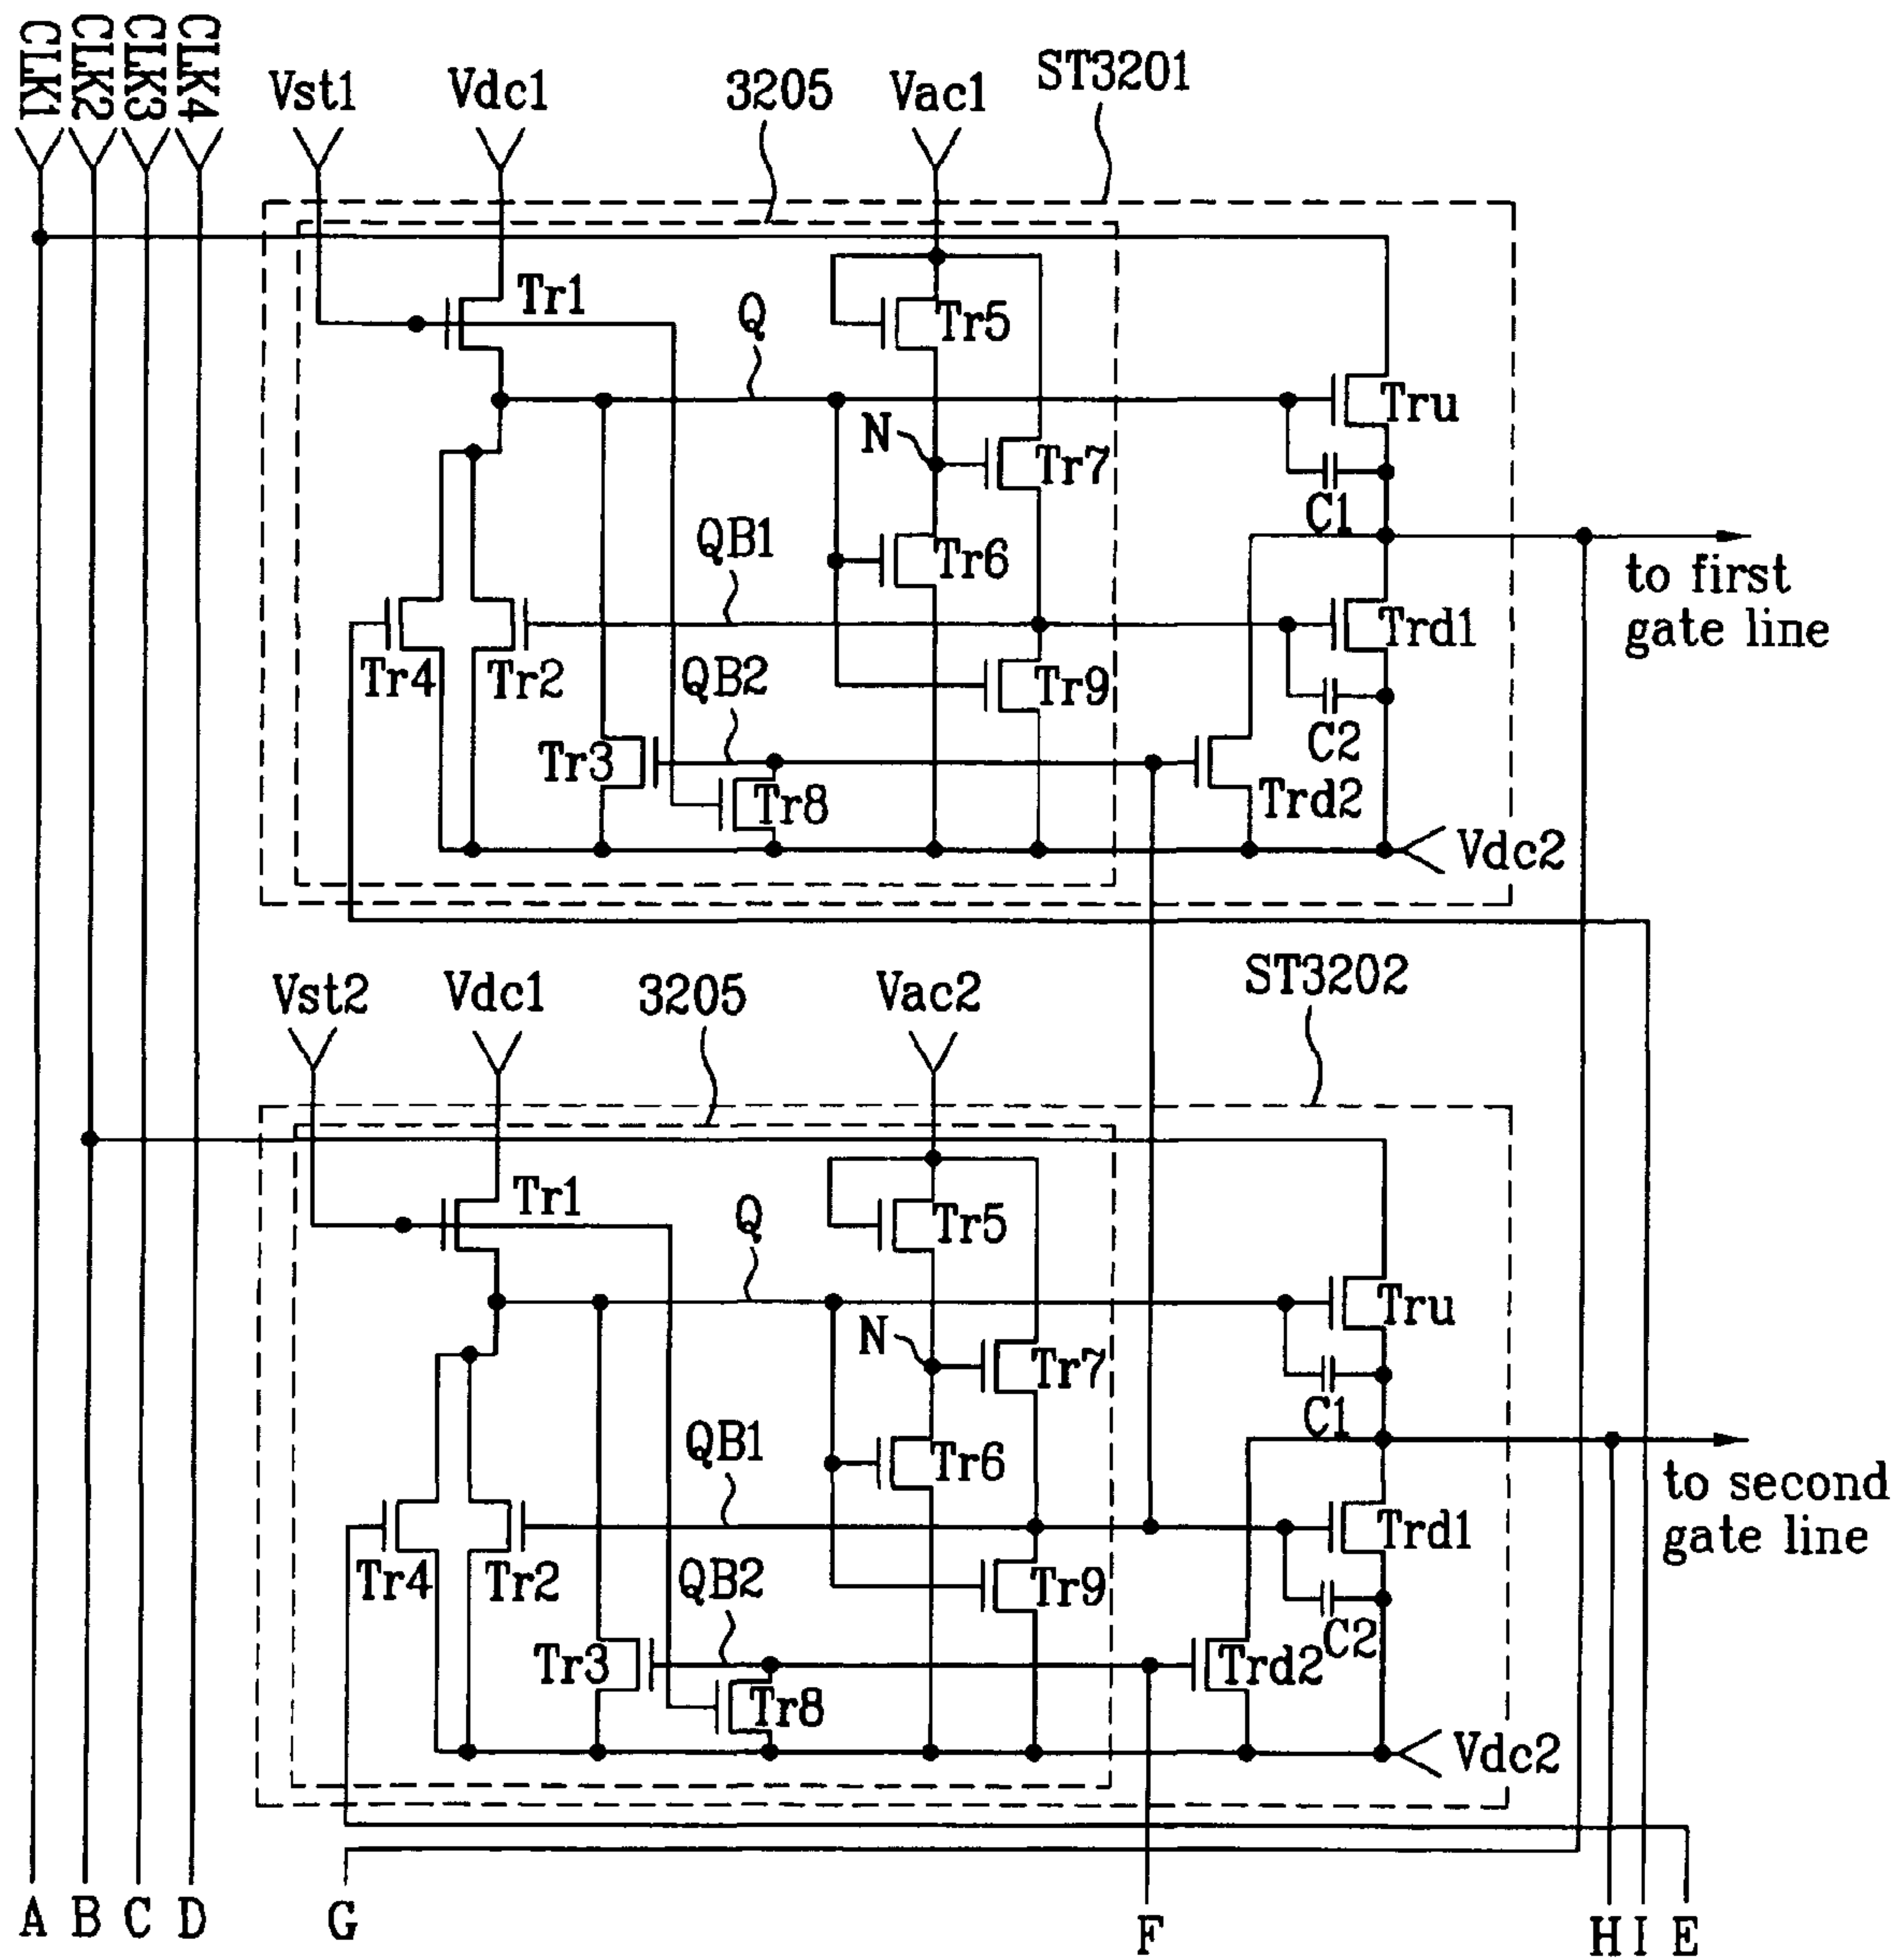 CLK1
CLK2
CLK3
CLK4
Vst1
Vdc1
3205
Vac1
ST3201
Tr1
Q
Tr5
Tru
N
Tr7
C1
QB1
Tr6
to first
gate line
Trd1
Tr4
Tr2
QB2
Tr9
C2
Tr3
Tr8
Trd2
Vdc2
Vst2
Vdc1
3205
Vac2
ST3202
Tr1
Q
Tr5
Tru
N
Tr7
C1
QB1
Tr6
to second
gate line
Trd1
Tr4
Tr2
QB2
Tr9
C2
Tr3
Tr8
Trd2
Vdc2
A B C D G F H I E